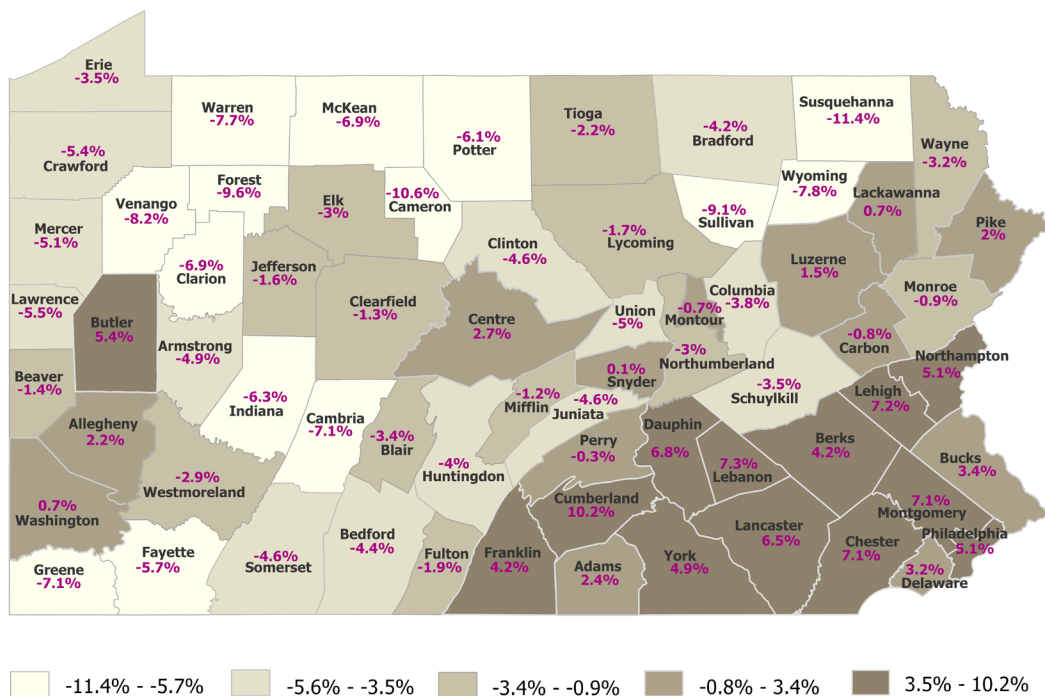 Erie
-3.5%
Warren
-7.7%
McKean
-6.9%
-6.1%
Potter
Tioga
-2.2%
-4.2%
Bradford
Susquehanna
-11.4%
Wayne
-3.2%
-5.4%
Crawford
Forest
-9.6%
Venango
-8.2%
Elk
-3%
-10.6%
Cameron
Wyoming
-7.8%
Lackawanna
0.7%
-9.1%
Sullivan
Pike
2%
Mercer
-5.1%
-6.9%
Clarion
Jefferson
-1.6%
Clinton
-4.6%
-1.7%
Lycoming
Luzerne
1.5%
Monroe
-0.9%
Lawrence
-5.5%
Butler
5.4%
Clearfield
-1.3%
Centre
2.7%
Union
-5%
-0.7%
Montour
Columbia
-3.8%
-0.8%
Carbon
Armstrong
-4.9%
Beaver
-1.4%
-6.3%
Indiana
Cambria
-7.1%
-1.2%
Mifflin
0.1%
Snyder
-3%
Northumberland
-4.6%
Juniata
-3.5%
Schuylkill
Northampton
5.1%
Lehigh
7.2%
Allegheny
2.2%
-3.4%
Blair
-4%
Huntingdon
Perry
-0.3%
Dauphin
6.8%
7.3%
Lebanon
Berks
4.2%
Bucks
3.4%
-2.9%
Westmoreland
0.7%
Washington
Cumberland
10.2%
7.1%
Montgomery
Greene
-7.1%
Fayette
-5.7%
-4.6%
Somerset
Bedford
-4.4%
Fulton
-1.9%
Franklin
4.2%
Adams
2.4%
York
4.9%
Lancaster
6.5%
Chester
7.1%
Philadelphia
5.1%
3.2%
Delaware
-11.4% - -5.7%
-5.6% - -3.5%
-3.4% - -0.9%
-0.8% - 3.4%
3.5% - 10.2%